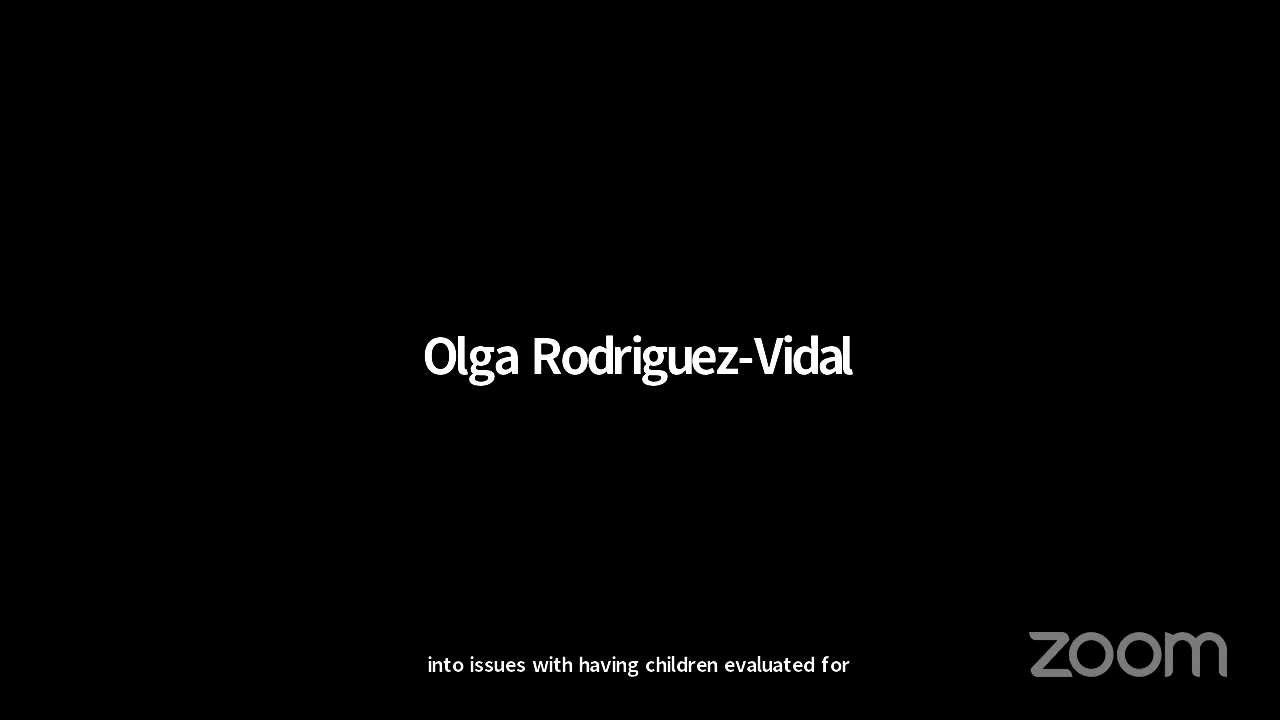 Olga Rodriguez-Vidal
into issues with having children evaluated for
zoom